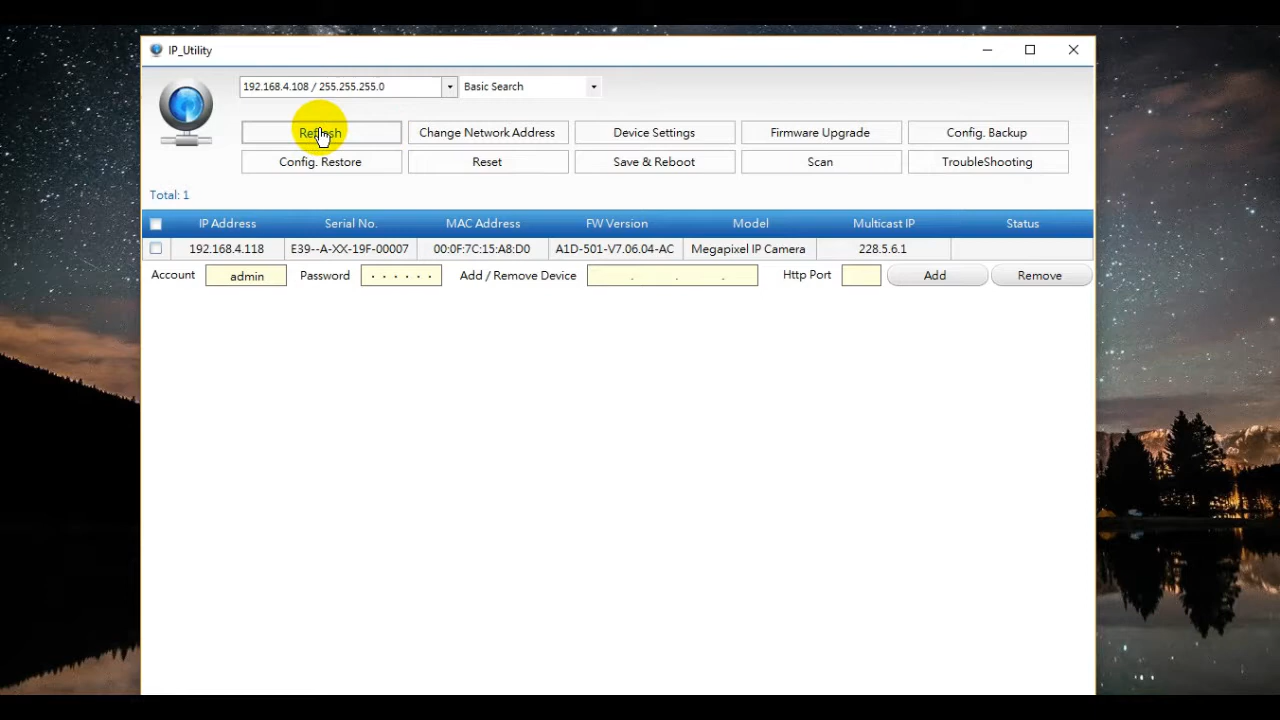 IP_Utility
192.168.4.108 / 255.255.255.0 Basic Search
Refresh Change Network Address Device Settings Firmware Upgrade Config. Backup
Config. Restore Reset Save & Reboot Scan TroubleShooting
Total: 1
IP Address Serial No. MAC Address FW Version Model Multicast IP Status
192.168.4.118 E39--A-XX-19F-00007 00:0F:7C:15:A8:D0 A1D-501-V7.06.04-AC Megapixel IP Camera 228.5.6.1
Account admin Password · · · · · · Add / Remove Device . . . Http Port Add Remove